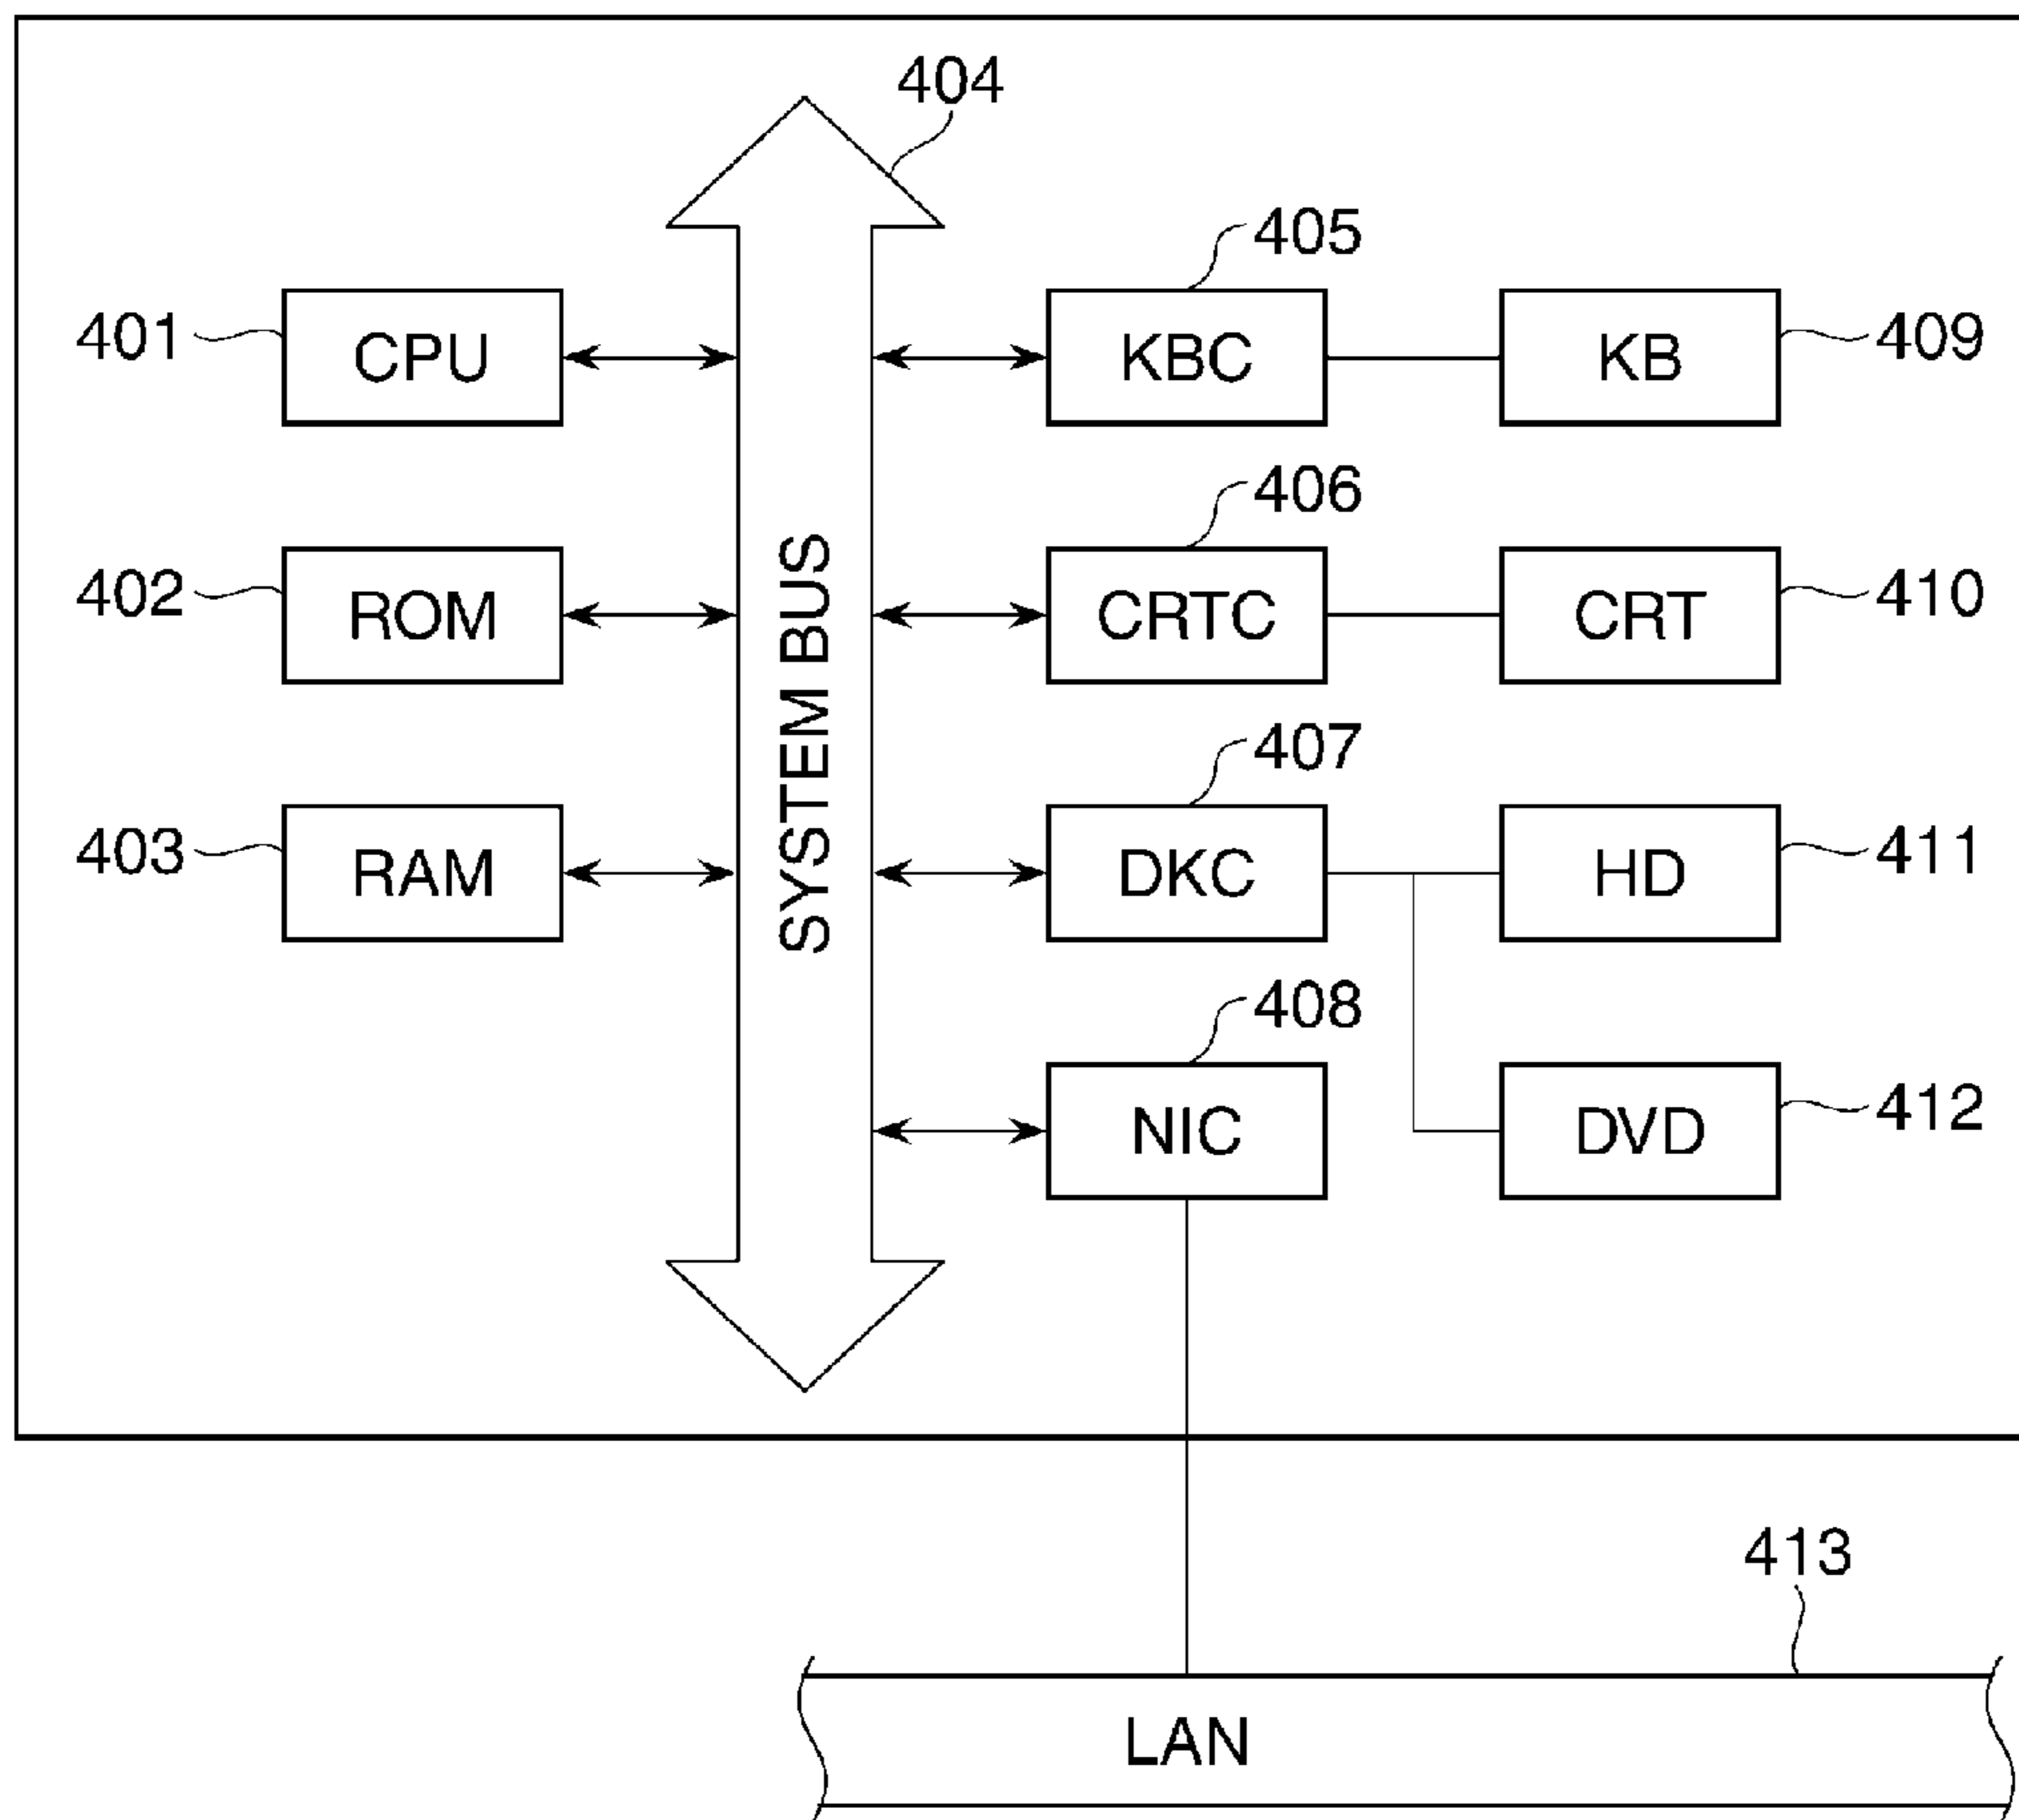 404
405
401
CPU
KBC
KB
409
406
402
ROM
CRTC
CRT
410
SYSTEM BUS
407
403
RAM
DKC
HD
411
408
NIC
DVD
412
413
LAN